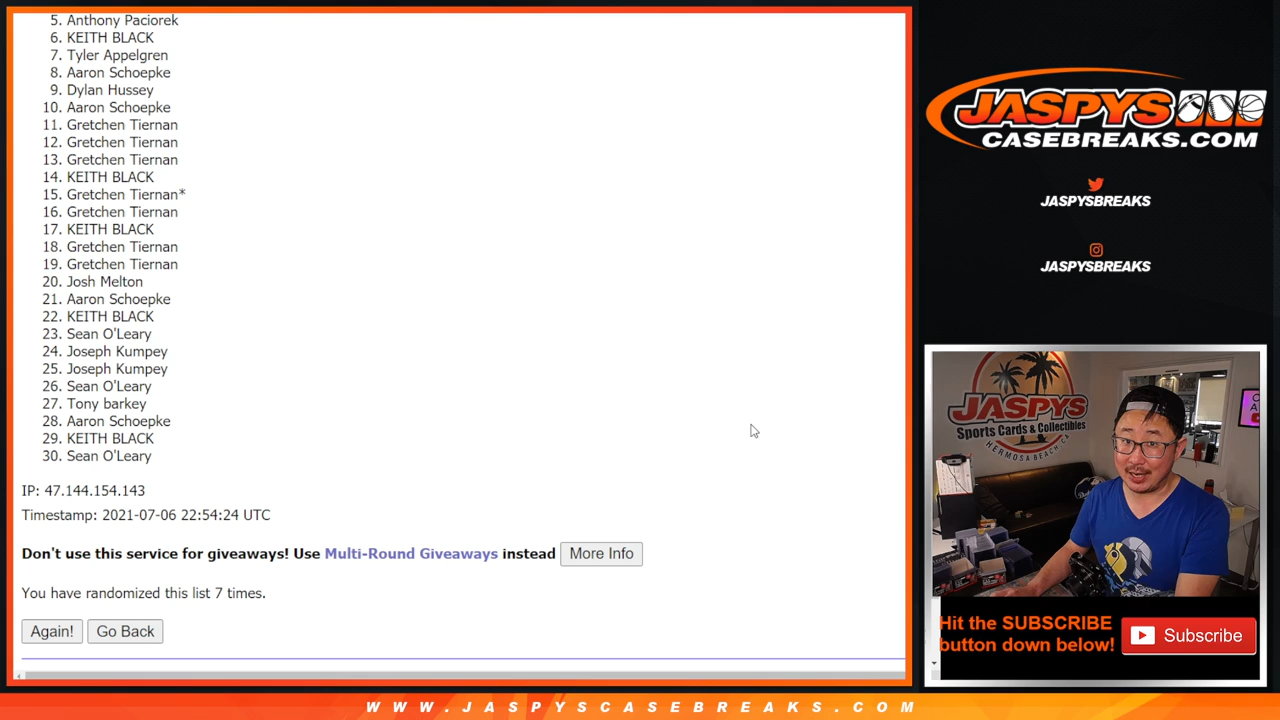 5. Anthony Paciorek
6. KEITH BLACK
7. Tyler Appelgren
8. Aaron Schoepke
9. Dylan Hussey
10. Aaron Schoepke
11. Gretchen Tiernan
12. Gretchen Tiernan
13. Gretchen Tiernan
14. KEITH BLACK
15. Gretchen Tiernan*
16. Gretchen Tiernan
17. KEITH BLACK
18. Gretchen Tiernan
19. Gretchen Tiernan
20. Josh Melton
21. Aaron Schoepke
22. KEITH BLACK
23. Sean O'Leary
24. Joseph Kumpey
25. Joseph Kumpey
26. Sean O'Leary
27. Tony barkey
28. Aaron Schoepke
29. KEITH BLACK
30. Sean O'Leary
IP: 47.144.154.143
Timestamp: 2021-07-06 22:54:24 UTC
Don't use this service for giveaways! Use Multi-Round Giveaways instead More Info
You have randomized this list 7 times.
Again! Go Back
JASPYS
CASEBREAKS.COM
JASPYSBREAKS
JASPYSBREAKS
JASPYS
Sports Cards & Collectibles
HERMOSA BEACH, CA
Hit the SUBSCRIBE
button down below!
Subscribe
WWW.JASPYSCASEBREAKS.COM